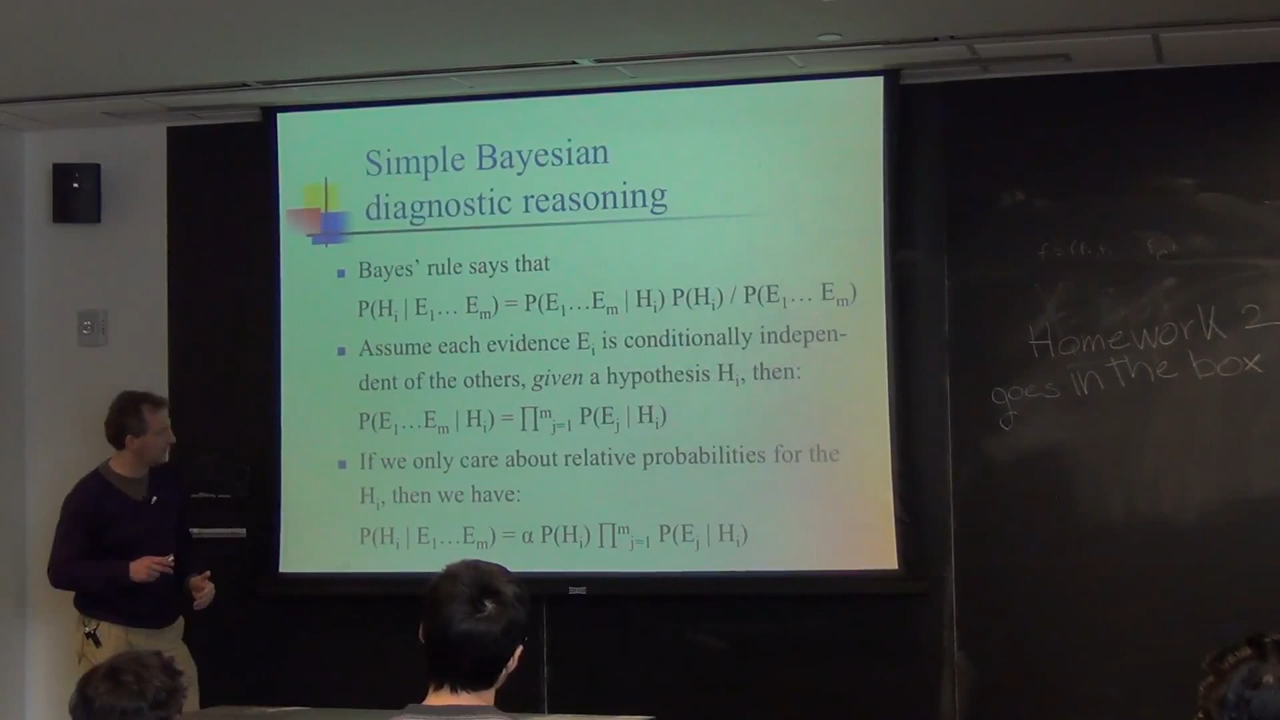 Simple Bayesian
diagnostic reasoning
Bayes' rule says that
P(Hᵢ | E₁… Eₘ) = P(E₁…Eₘ | Hᵢ) P(Hᵢ) / P(E₁… Eₘ)
Assume each evidence Eᵢ is conditionally indepen-
dent of the others, given a hypothesis Hᵢ, then:
P(E₁…Eₘ | Hᵢ) = ∏ᵐⱼ₌₁ P(Eⱼ | Hᵢ)
If we only care about relative probabilities for the
Hᵢ, then we have:
P(Hᵢ | E₁…Eₘ) = α P(Hᵢ) ∏ᵐⱼ₌₁ P(Eⱼ | Hᵢ)
Homework 2
goes in the box